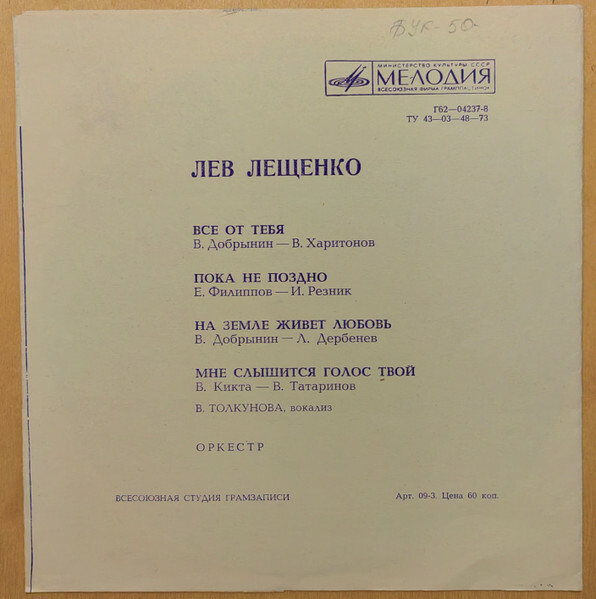 БУК-50-
МИНИСТЕРСТВО КУЛЬТУРЫ СССР
МЕЛОДИЯ
ВСЕСОЮЗНАЯ ФИРМА ГРАМПЛАСТИНОК
Г62—04237-8
ТУ 43—03—48—73
ЛЕВ ЛЕЩЕНКО
ВСЕ ОТ ТЕБЯ
В. Добрынин — В. Харитонов
ПОКА НЕ ПОЗДНО
Е. Филиппов — И. Резник
НА ЗЕМЛЕ ЖИВЕТ ЛЮБОВЬ
В. Добрынин — Л. Дербенев
МНЕ СЛЫШИТСЯ ГОЛОС ТВОЙ
В. Кикта — В. Татаринов
В. ТОЛКУНОВА, вокализ
ОРКЕСТР
ВСЕСОЮЗНАЯ СТУДИЯ ГРАМЗАПИСИ
Арт. 09-3. Цена 60 коп.